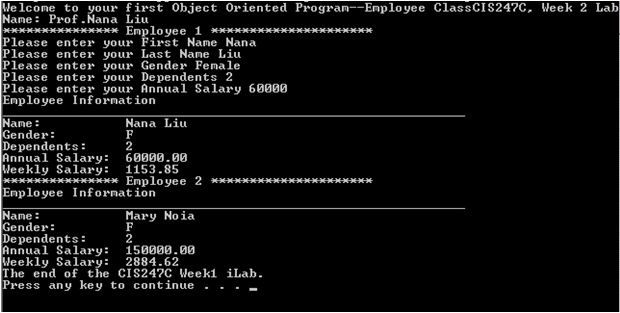 Welcome to your first Object Oriented Program--Employee ClassCIS247C, Week 2 Lab
Name: Prof.Nana Liu
**************** Employee 1 **********************
Please enter your First Name Nana
Please enter your Last Name Liu
Please enter your Gender Female
Please enter your Dependents 2
Please enter your Annual Salary 60000
Employee Information
Name: Nana Liu
Gender: F
Dependents: 2
Annual Salary: 60000.00
Weekly Salary: 1153.85
**************** Employee 2 **********************
Employee Information
Name: Mary Noia
Gender: F
Dependents: 2
Annual Salary: 150000.00
Weekly Salary: 2884.62
The end of the CIS247C Week1 iLab.
Press any key to continue . . . _